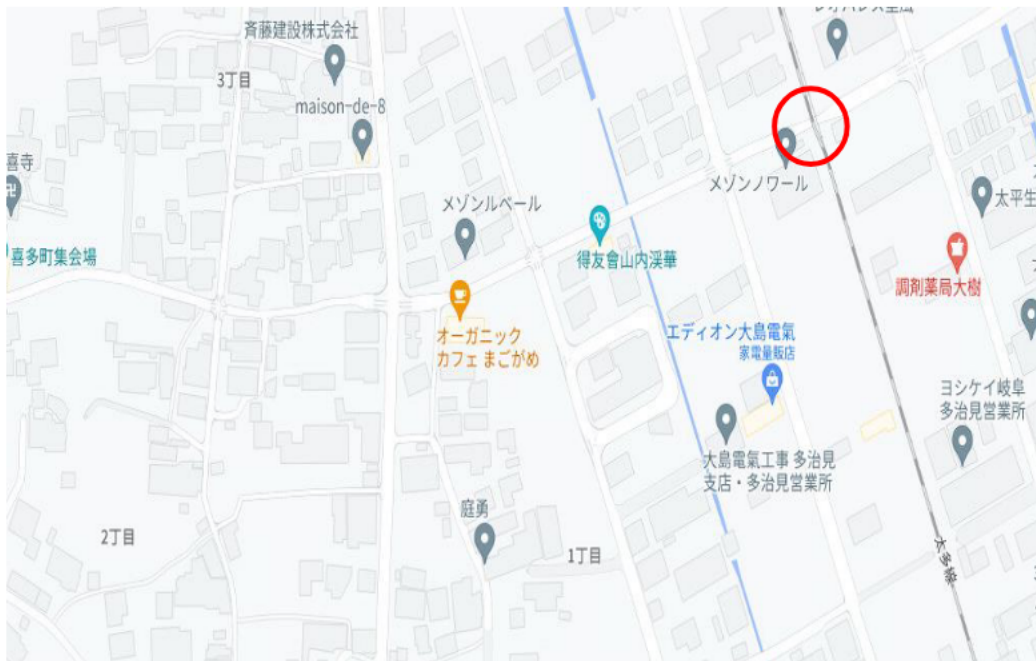 斉藤建設株式会社
3丁目
maison-de-8
喜寺
メゾンルベール
メゾンノワール
太平生
喜多町集会場
得友會山内渓華
調剤薬局大樹
オーガニック
カフェ まごがめ
エディオン大島電氣
家電量販店
ヨシケイ岐阜
多治見営業所
大島電氣工事 多治見
支店・多治見営業所
庭勇
2丁目
1丁目
太多線